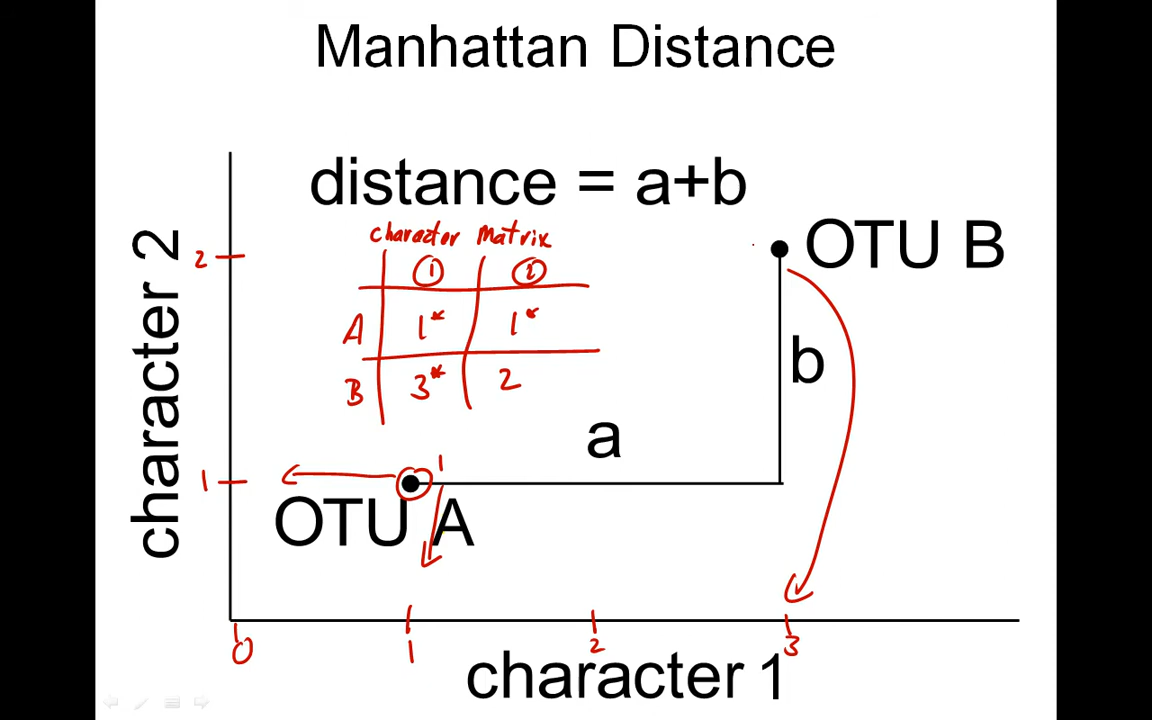 Manhattan Distance
distance = a+b
character matrix
① ②
A 1* 1*
B 3* 2
character 2
2
1
OTU B
b
a
1
OTU A
0 1 2 3
character 1